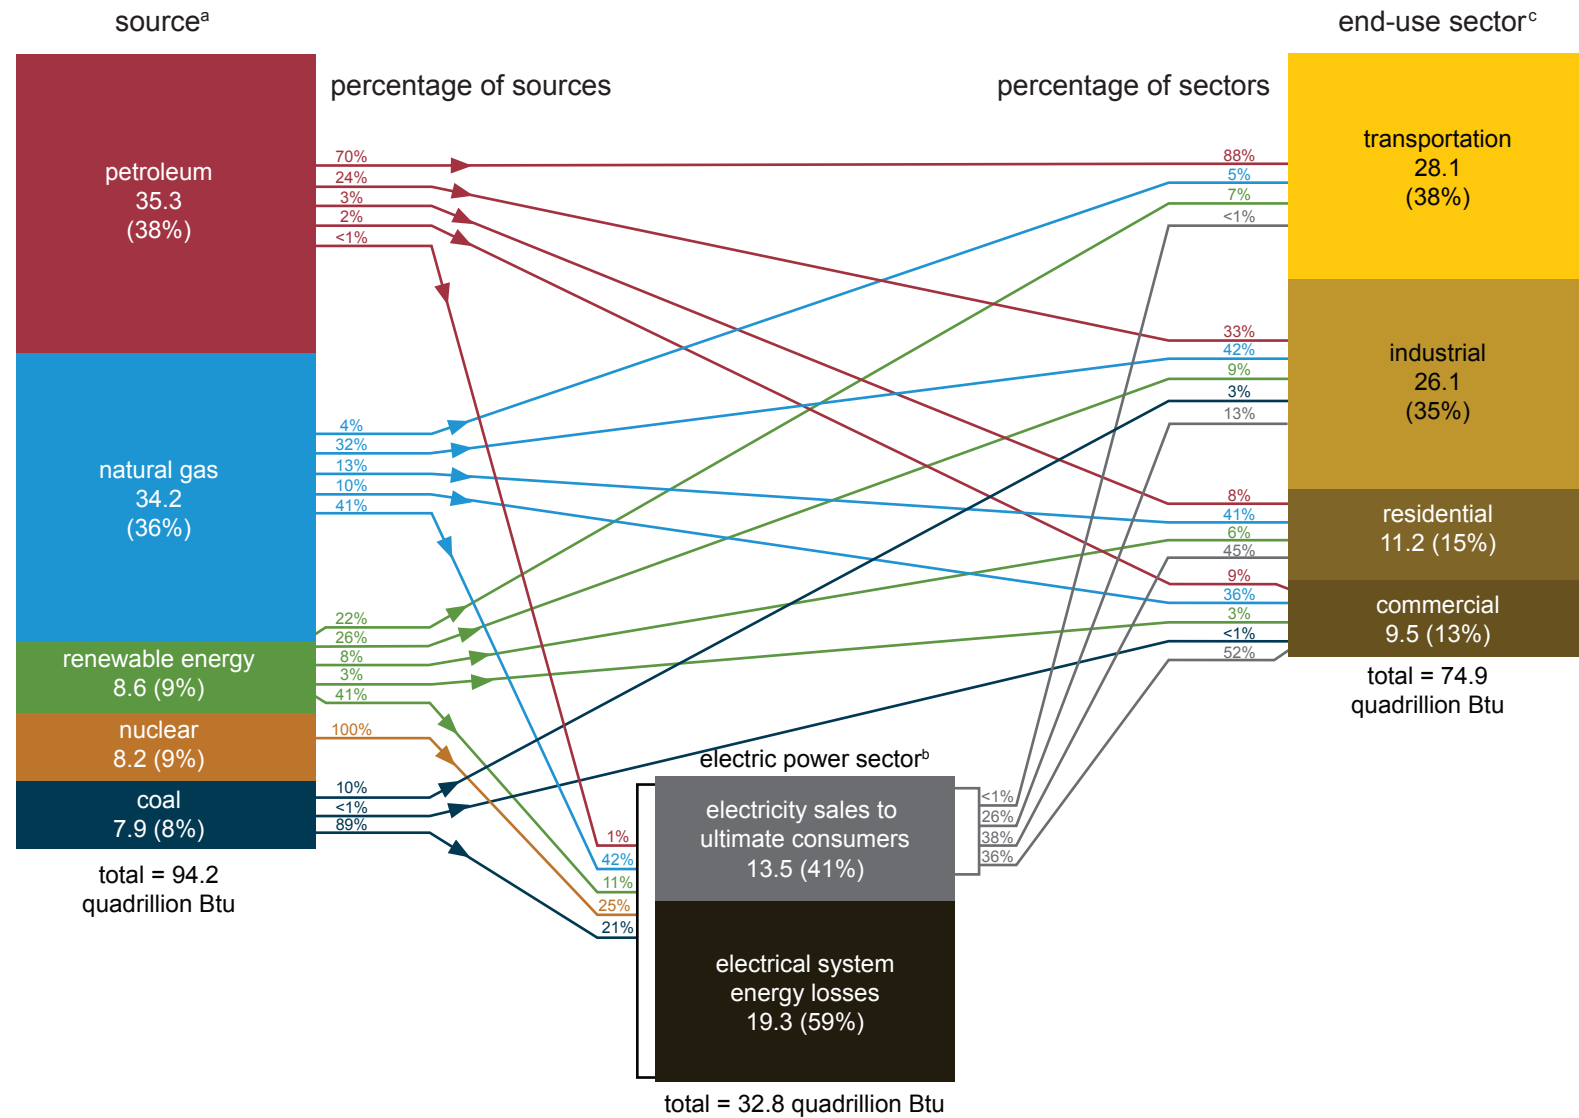 sourceᵃ
end-use sectorᶜ
percentage of sources
percentage of sectors
petroleum
35.3
(38%)
70%
24%
3%
2%
<1%
natural gas
34.2
(36%)
4%
32%
13%
10%
41%
renewable energy
8.6 (9%)
22%
26%
8%
3%
41%
nuclear
8.2 (9%)
100%
coal
7.9 (8%)
10%
<1%
89%
total = 94.2
quadrillion Btu
electric power sectorᵇ
1%
42%
11%
25%
21%
electricity sales to
ultimate consumers
13.5 (41%)
electrical system
energy losses
19.3 (59%)
total = 32.8 quadrillion Btu
<1%
26%
38%
36%
88%
5%
7%
<1%
transportation
28.1
(38%)
33%
42%
9%
3%
13%
industrial
26.1
(35%)
8%
41%
6%
45%
residential
11.2 (15%)
9%
36%
3%
<1%
52%
commercial
9.5 (13%)
total = 74.9
quadrillion Btu